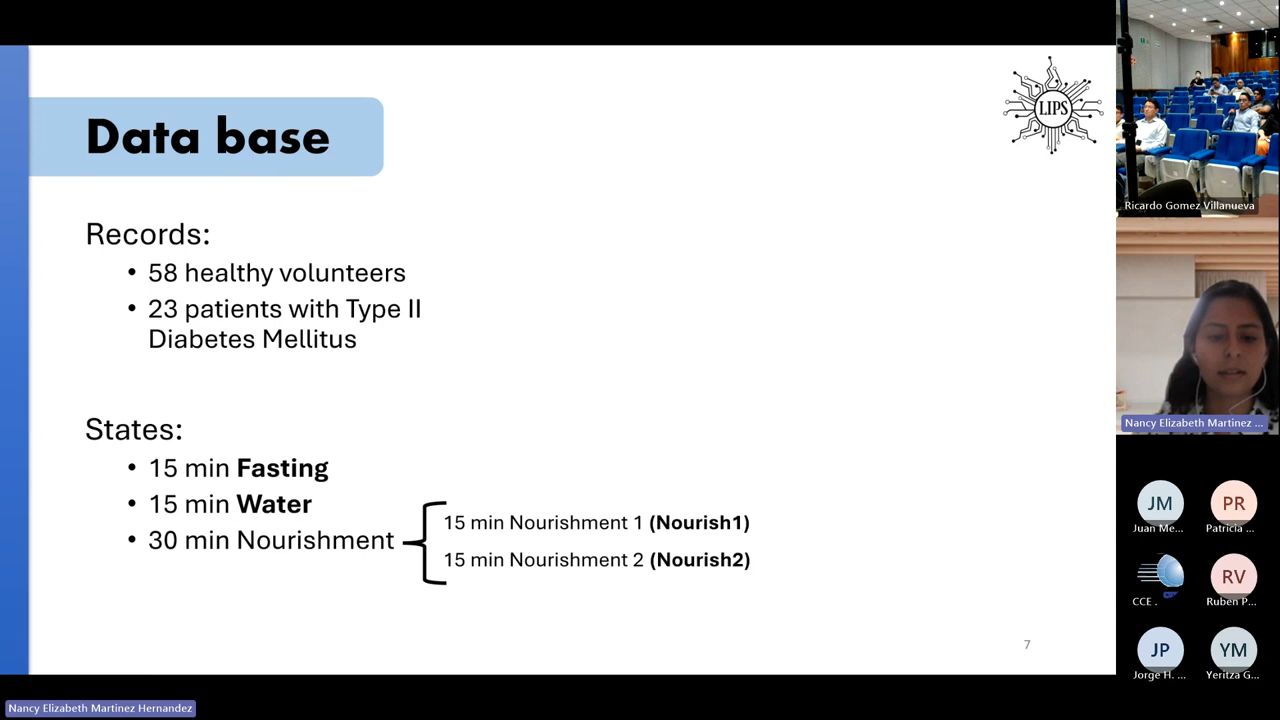 Data base
LIPS
Records:
• 58 healthy volunteers
• 23 patients with Type II
Diabetes Mellitus
States:
• 15 min Fasting
• 15 min Water
• 30 min Nourishment
15 min Nourishment 1 (Nourish1)
15 min Nourishment 2 (Nourish2)
7
Ricardo Gomez Villanueva
Nancy Elizabeth Martinez ...
JM
Juan Me...
PR
Patricia ...
CCE .
RV
Ruben P...
JP
Jorge H. ...
YM
Yeritza G...
Nancy Elizabeth Martinez Hernandez